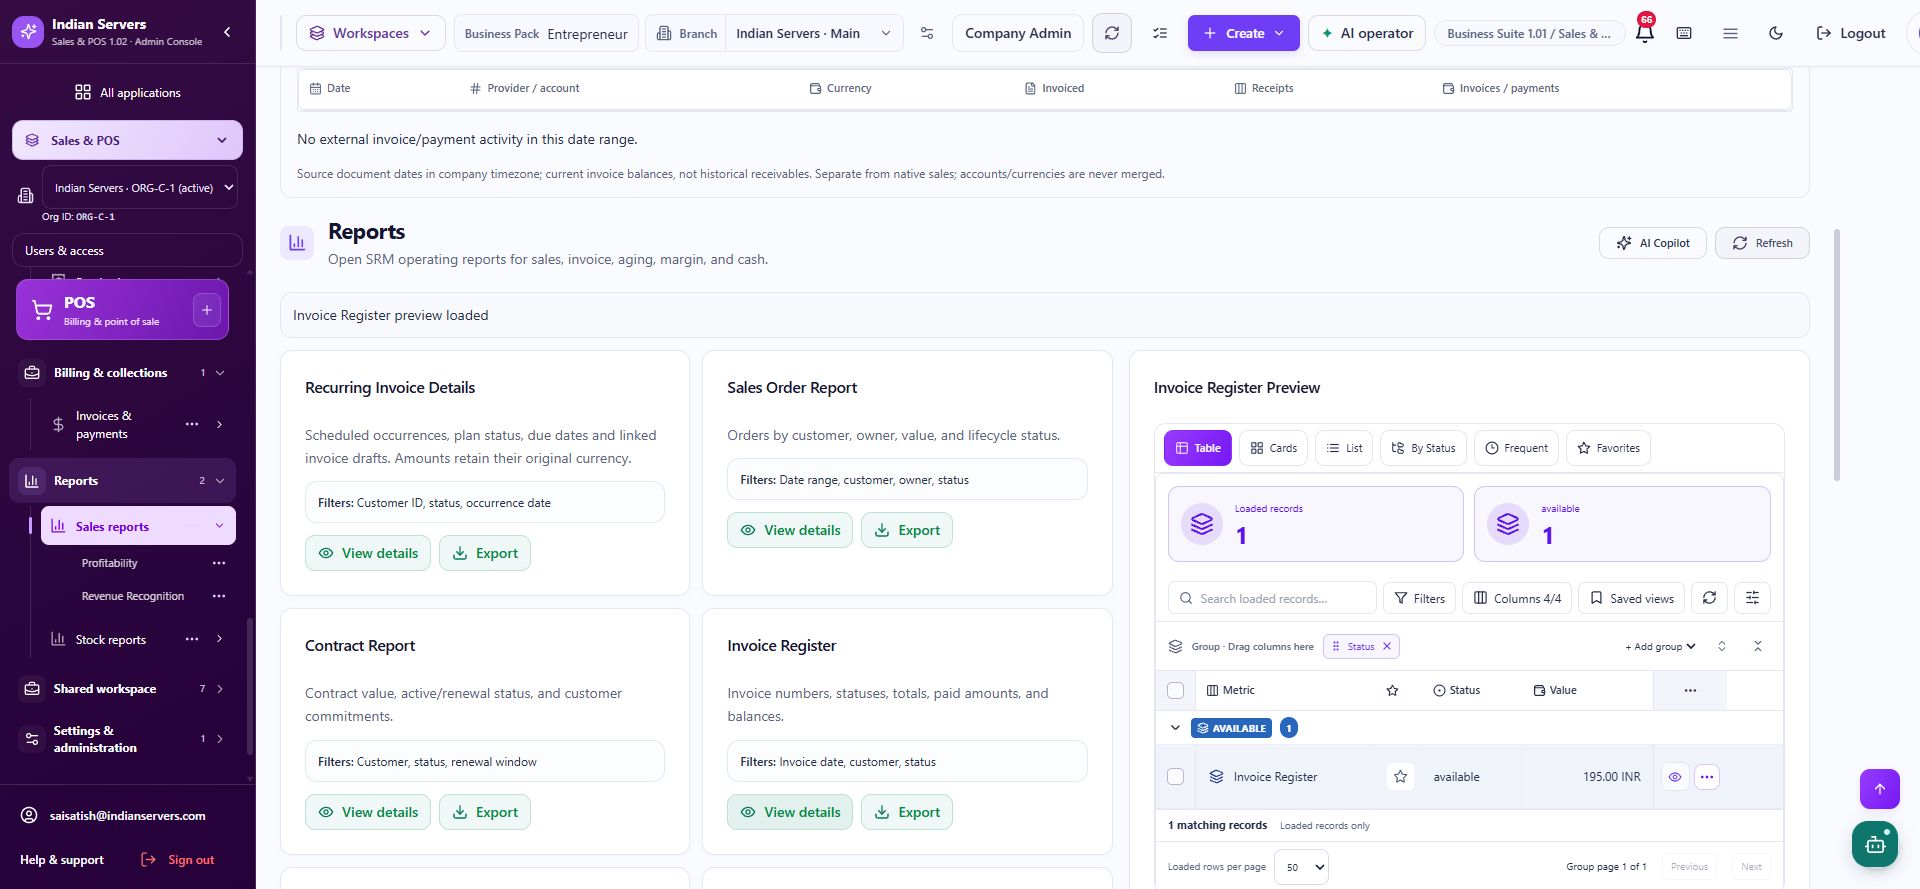 Indian Servers
Sales & POS 1.02 · Admin Console
All applications
Sales & POS
Indian Servers · ORG-C-1 (active)
Org ID: ORG-C-1
Users & access
POS
Billing & point of sale
Billing & collections 1
Invoices & payments
Reports 2
Sales reports
Profitability
Revenue Recognition
Stock reports
Shared workspace 7
Settings & administration 1
saisatish@indianservers.com
Help & support
Sign out
Workspaces
Business Pack Entrepreneur
Branch Indian Servers · Main
Company Admin
Create
AI operator
Business Suite 1.01 / Sales & ...
66
Logout
Date
Provider / account
Currency
Invoiced
Receipts
Invoices / payments
No external invoice/payment activity in this date range.
Source document dates in company timezone; current invoice balances, not historical receivables. Separate from native sales; accounts/currencies are never merged.
Reports
Open SRM operating reports for sales, invoice, aging, margin, and cash.
AI Copilot
Refresh
Invoice Register preview loaded
Recurring Invoice Details
Scheduled occurrences, plan status, due dates and linked
invoice drafts. Amounts retain their original currency.
Filters: Customer ID, status, occurrence date
View details
Export
Sales Order Report
Orders by customer, owner, value, and lifecycle status.
Filters: Date range, customer, owner, status
View details
Export
Contract Report
Contract value, active/renewal status, and customer
commitments.
Filters: Customer, status, renewal window
View details
Export
Invoice Register
Invoice numbers, statuses, totals, paid amounts, and
balances.
Filters: Invoice date, customer, status
View details
Export
Invoice Register Preview
Table
Cards
List
By Status
Frequent
Favorites
Loaded records
1
available
1
Search loaded records...
Filters
Columns 4/4
Saved views
Group · Drag columns here
Status
+ Add group
Metric
Status
Value
AVAILABLE 1
Invoice Register
available
195.00 INR
1 matching records
Loaded records only
Loaded rows per page 50
Group page 1 of 1
Previous
Next